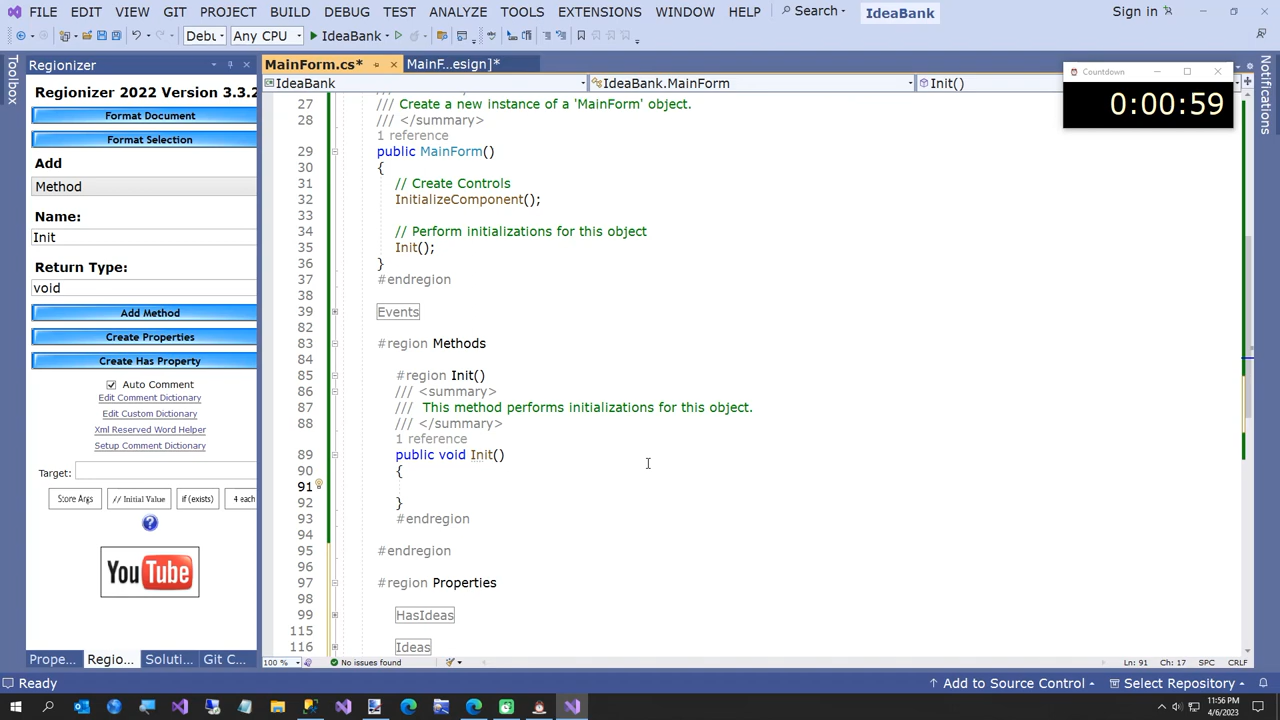 FILE EDIT VIEW GIT PROJECT BUILD DEBUG TEST ANALYZE TOOLS EXTENSIONS WINDOW HELP Search IdeaBank Sign in
Debu Any CPU IdeaBank
Toolbox
Regionizer
Regionizer 2022 Version 3.3.2
Format Document
Format Selection
Add
Method
Name:
Init
Return Type:
void
Add Method
Create Properties
Create Has Property
Auto Comment
Edit Comment Dictionary
Edit Custom Dictionary
Xml Reserved Word Helper
Setup Comment Dictionary
Target:
Store Args // Initial Value if (exists) 4 each
?
YouTube
Prope... Regio... Soluti... Git C...
MainForm.cs* MainF...esign]*
IdeaBank IdeaBank.MainForm Init()
27 /// Create a new instance of a 'MainForm' object.
28 /// </summary>
1 reference
29 public MainForm()
30 {
31 // Create Controls
32 InitializeComponent();
33
34 // Perform initializations for this object
35 Init();
36 }
37 #endregion
38
39 Events
82
83 #region Methods
84
85 #region Init()
86 /// <summary>
87 /// This method performs initializations for this object.
88 /// </summary>
1 reference
89 public void Init()
90 {
91
92 }
93 #endregion
94
95 #endregion
96
97 #region Properties
98
99 HasIdeas
115
116 Ideas
100 % No issues found Ln: 91 Ch: 17 SPC CRLF
Countdown
0:00:59
Notifications
Ready Add to Source Control Select Repository
11:56 PM
4/6/2023